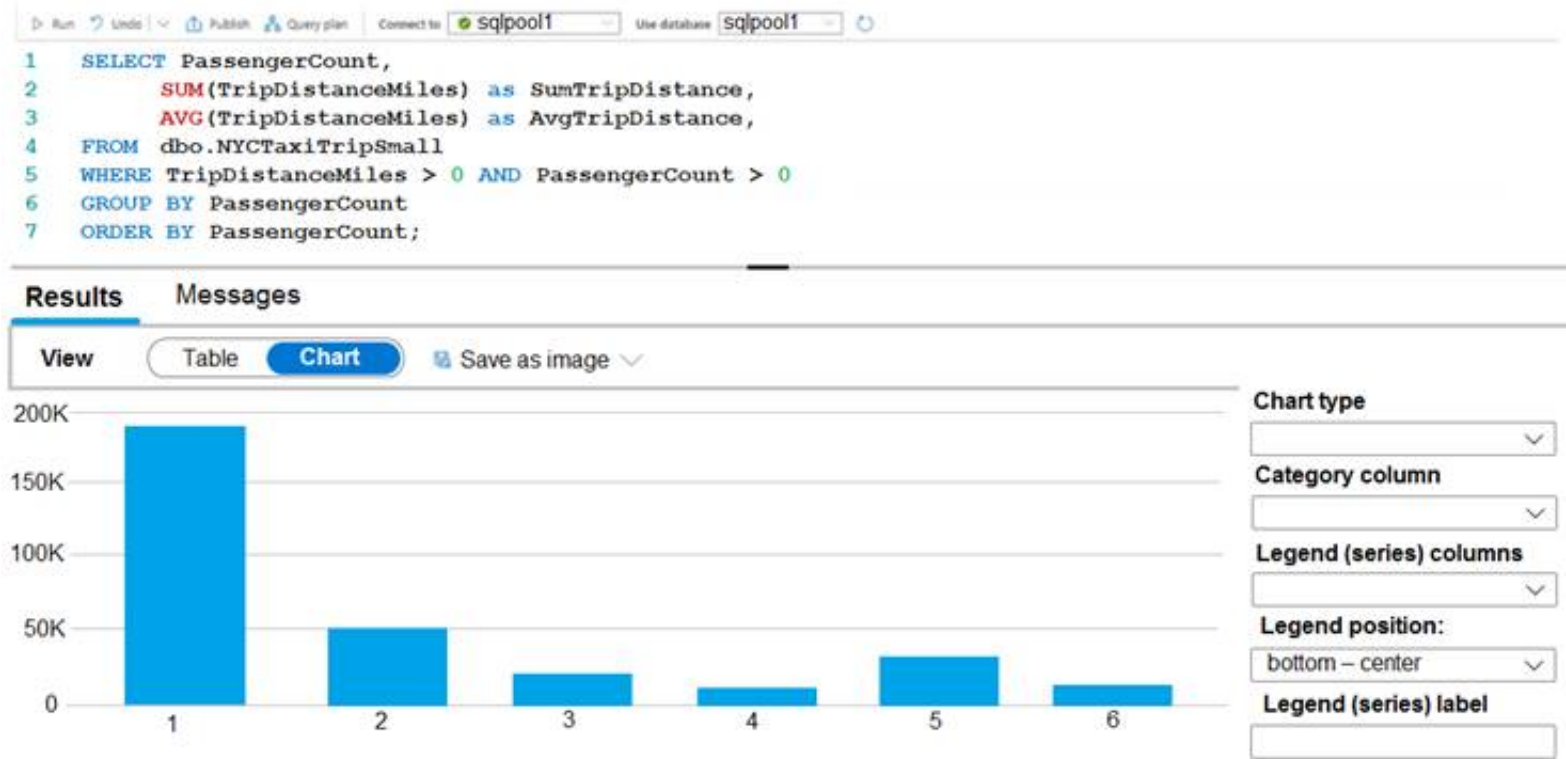 Run Undo Publish Query plan Connect to sqlpool1 Use database sqlpool1
1 SELECT PassengerCount,
2 SUM(TripDistanceMiles) as SumTripDistance,
3 AVG(TripDistanceMiles) as AvgTripDistance,
4 FROM dbo.NYCTaxiTripSmall
5 WHERE TripDistanceMiles > 0 AND PassengerCount > 0
6 GROUP BY PassengerCount
7 ORDER BY PassengerCount;
Results Messages
View Table Chart Save as image
Chart type
200K
Category column
150K
Legend (series) columns
100K
Legend position:
50K
bottom – center
Legend (series) label
0
1 2 3 4 5 6